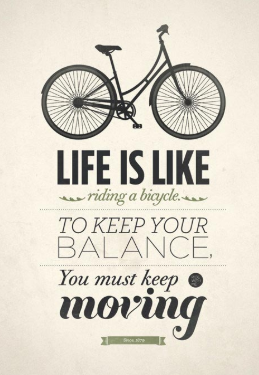 LIFE IS LIKE
riding a bicycle.
TO KEEP YOUR
BALANCE,
You must keep
moving